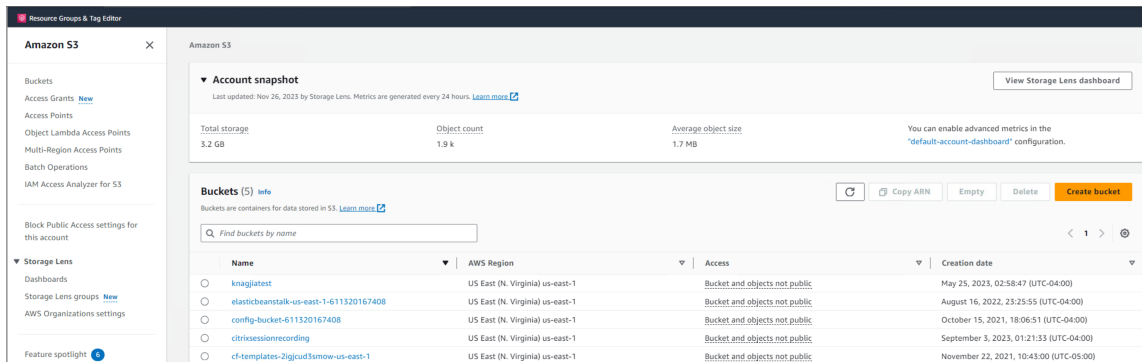 Resource Groups & Tag Editor
Amazon S3
Buckets
Access Grants New
Access Points
Object Lambda Access Points
Multi-Region Access Points
Batch Operations
IAM Access Analyzer for S3
Block Public Access settings for
this account
Storage Lens
Dashboards
Storage Lens groups New
AWS Organizations settings
Feature spotlight 6
Amazon S3
Account snapshot
View Storage Lens dashboard
Last updated: Nov 26, 2023 by Storage Lens. Metrics are generated every 24 hours. Learn more
Total storage Object count Average object size
3.2 GB 1.9 k 1.7 MB
You can enable advanced metrics in the
"default-account-dashboard" configuration.
Buckets (5) Info
Copy ARN Empty Delete Create bucket
Buckets are containers for data stored in S3. Learn more
Find buckets by name
1
Name AWS Region Access Creation date
knagjiatest US East (N. Virginia) us-east-1 Bucket and objects not public May 25, 2023, 02:58:47 (UTC-04:00)
elasticbeanstalk-us-east-1-611320167408 US East (N. Virginia) us-east-1 Bucket and objects not public August 16, 2022, 23:25:55 (UTC-04:00)
config-bucket-611320167408 US East (N. Virginia) us-east-1 Bucket and objects not public October 15, 2021, 18:06:51 (UTC-04:00)
citrixsessionrecording US East (N. Virginia) us-east-1 Bucket and objects not public September 3, 2023, 01:21:33 (UTC-04:00)
cf-templates-2igjcud3smow-us-east-1 US East (N. Virginia) us-east-1 Bucket and objects not public November 22, 2021, 10:43:00 (UTC-05:00)